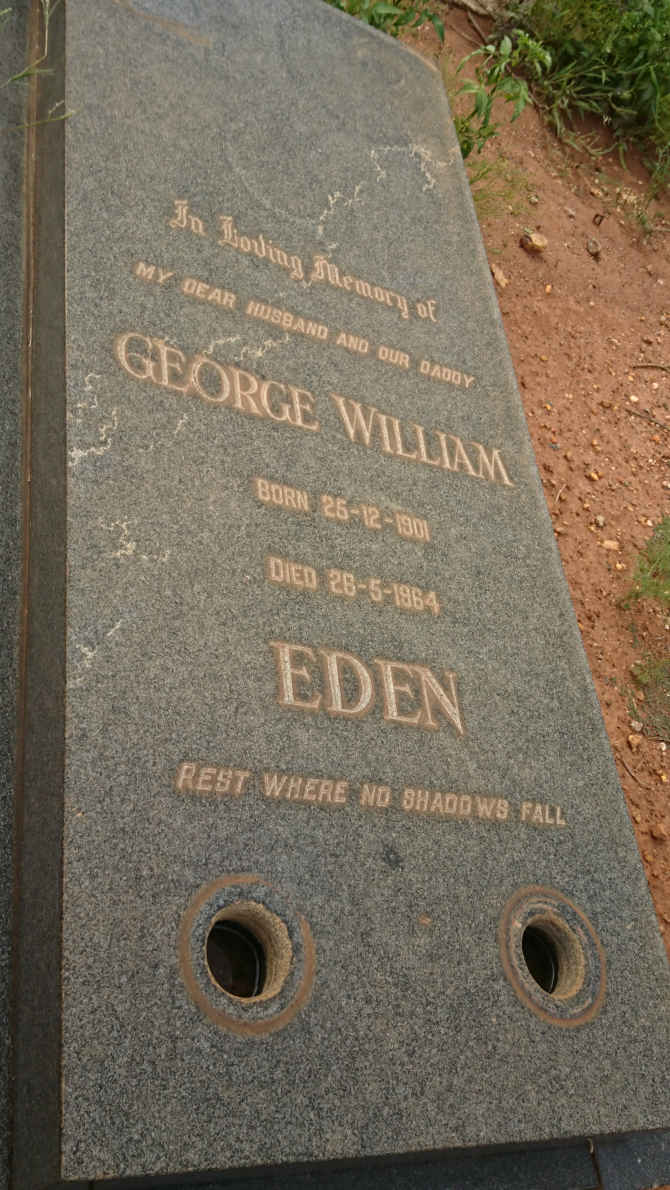 In Loving Memory of
MY DEAR HUSBAND AND OUR DADDY
GEORGE WILLIAM
BORN 25-12-1901
DIED 26-5-1964
EDEN
REST WHERE NO SHADOWS FALL